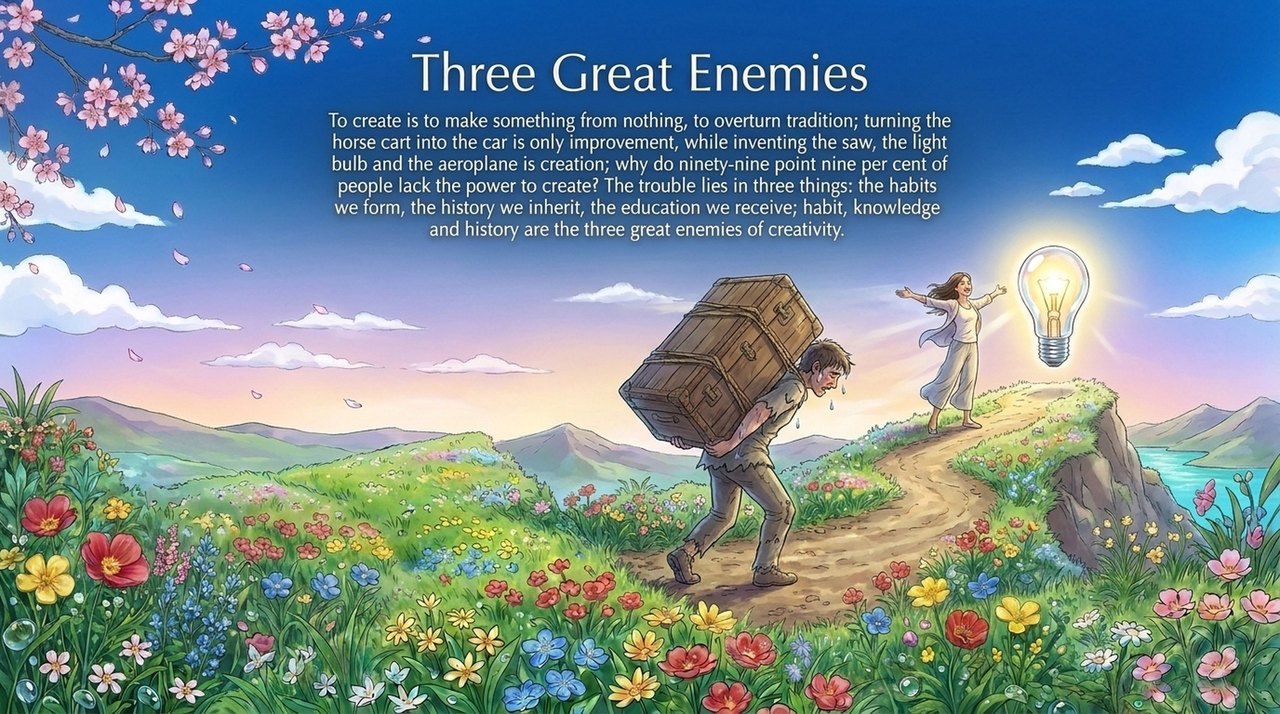 Three Great Enemies
To create is to make something from nothing, to overturn tradition; turning the
horse cart into the car is only improvement, while inventing the saw, the light
bulb and the aeroplane is creation; why do ninety-nine point nine per cent of
people lack the power to create? The trouble lies in three things: the habits
we form, the history we inherit, the education we receive; habit, knowledge
and history are the three great enemies of creativity.